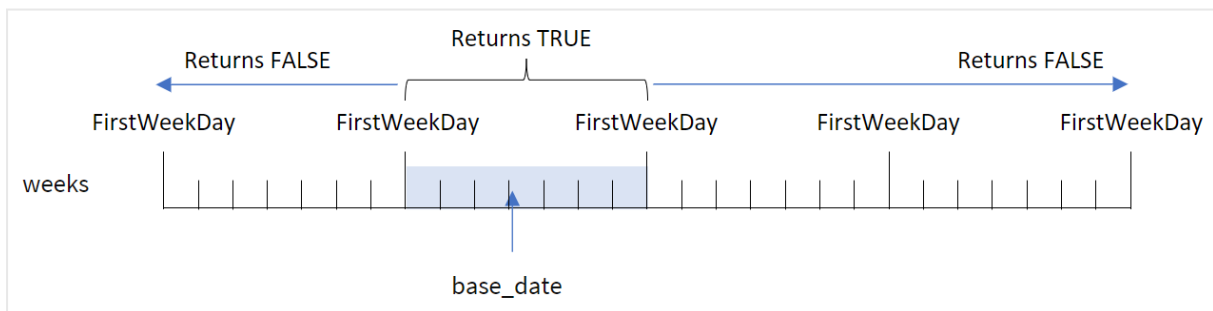 Returns TRUE
Returns FALSE Returns FALSE
FirstWeekDay FirstWeekDay FirstWeekDay FirstWeekDay FirstWeekDay
weeks
base_date